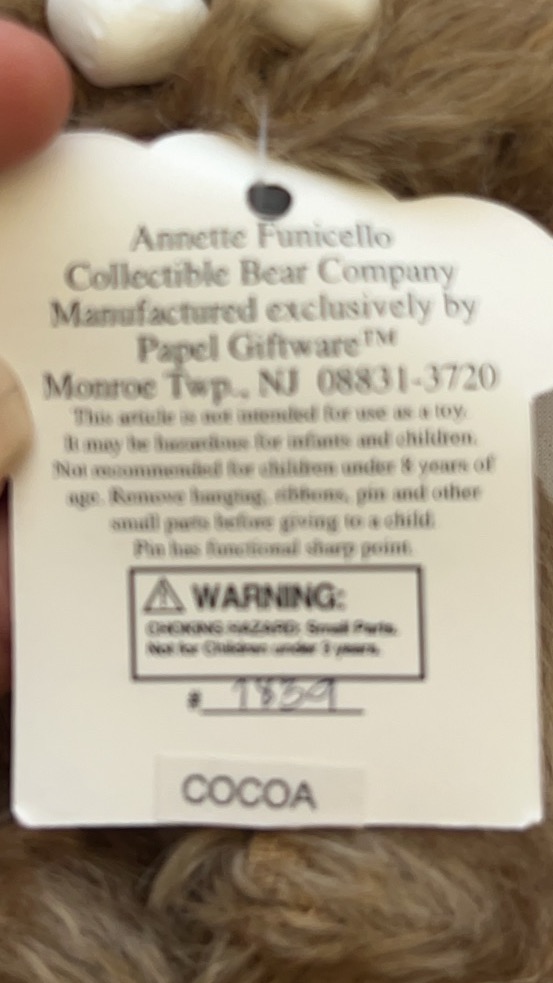 Annette Funicello
Collectible Bear Company
Manufactured exclusively by
Papel Giftware™
Monroe Twp., NJ 08831-3720
This article is not intended for use as a toy.
It may be hazardous for infants and children.
Not recommended for children under 8 years of
age. Remove hangtag, ribbons, pin and other
small parts before giving to a child.
Pin has functional sharp point.
WARNING:
CHOKING HAZARD: Small Parts.
Not for Children under 3 years.
#
COCOA